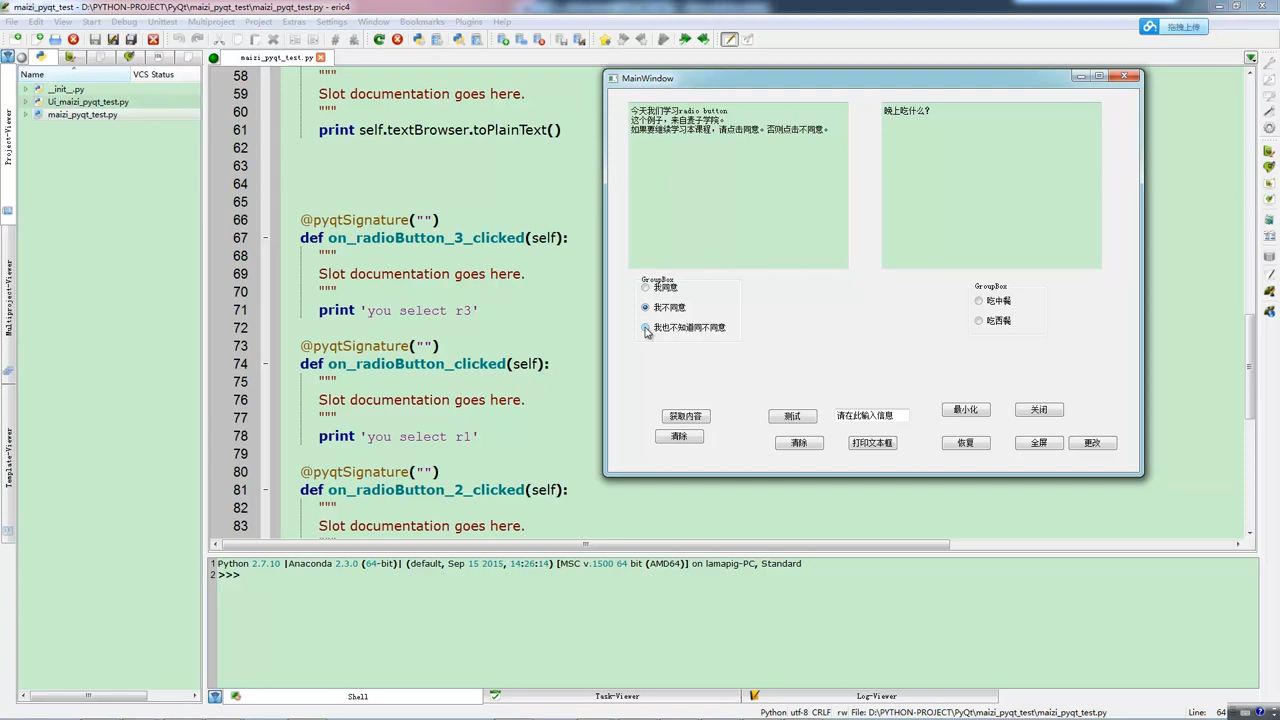 maizi_pyqt_test - D:\PYTHON-PROJECT\PyQt\maizi_pyqt_test\maizi_pyqt_test.py - eric4
File Edit View Start Debug Unittest Multiproject Project Extras Settings Window Bookmarks Plugins Help
拖拽上传
maizi_pyqt_test.py
Name VCS Status
__init__.py
Ui_maizi_pyqt_test.py
maizi_pyqt_test.py
Project-Viewer
Multiproject-Viewer
Template-Viewer
58 """
59 Slot documentation goes here.
60 """
61 print self.textBrowser.toPlainText()
62
63
64
65
66 @pyqtSignature("")
67 def on_radioButton_3_clicked(self):
68 """
69 Slot documentation goes here.
70 """
71 print 'you select r3'
72
73 @pyqtSignature("")
74 def on_radioButton_clicked(self):
75 """
76 Slot documentation goes here.
77 """
78 print 'you select r1'
79
80 @pyqtSignature("")
81 def on_radioButton_2_clicked(self):
82 """
83 Slot documentation goes here.
MainWindow
今天我们学习radio button
这个例子，来自麦子学院。
如果要继续学习本课程，请点击同意。否则点击不同意。
晚上吃什么？
GroupBox
我同意
我不同意
我也不知道同不同意
GroupBox
吃中餐
吃西餐
获取内容 测试 请在此输入信息 最小化 关闭
清除 清除 打印文本框 恢复 全屏 更改
1 Python 2.7.10 |Anaconda 2.3.0 (64-bit)| (default, Sep 15 2015, 14:26:14) [MSC v.1500 64 bit (AMD64)] on lamapig-PC, Standard
2 >>>
Shell Task-Viewer Log-Viewer
Python utf-8 CRLF rw File: D:\PYTHON-PROJECT\PyQt\maizi_pyqt_test\maizi_pyqt_test.py Line: 64